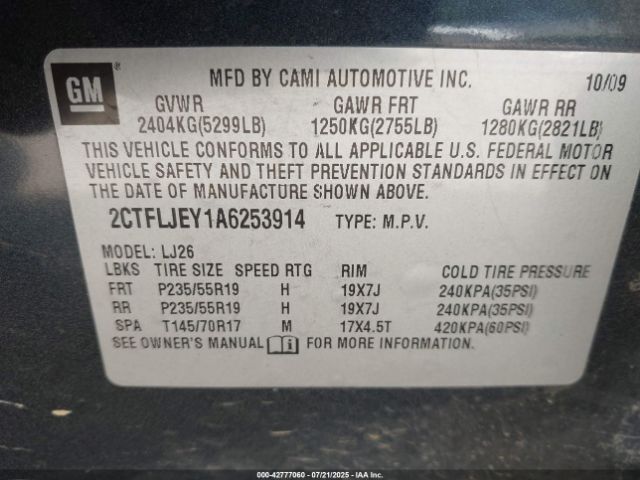 GM ®
MFD BY CAMI AUTOMOTIVE INC. 10/09
GVWR GAWR FRT GAWR RR
2404KG(5299LB) 1250KG(2755LB) 1280KG(2821LB)
THIS VEHICLE CONFORMS TO ALL APPLICABLE U.S. FEDERAL MOTOR
VEHICLE SAFETY AND THEFT PREVENTION STANDARDS IN EFFECT ON
THE DATE OF MANUFACTURE SHOWN ABOVE.
2CTFLJEY1A6253914 TYPE: M.P.V.
MODEL: LJ26
LBKS TIRE SIZE SPEED RTG RIM COLD TIRE PRESSURE
FRT P235/55R19 H 19X7J 240KPA(35PSI)
RR P235/55R19 H 19X7J 240KPA(35PSI)
SPA T145/70R17 M 17X4.5T 420KPA(60PSI)
SEE OWNER'S MANUAL i FOR MORE INFORMATION.
000-42777060 - 07/21/2025 - IAA Inc.